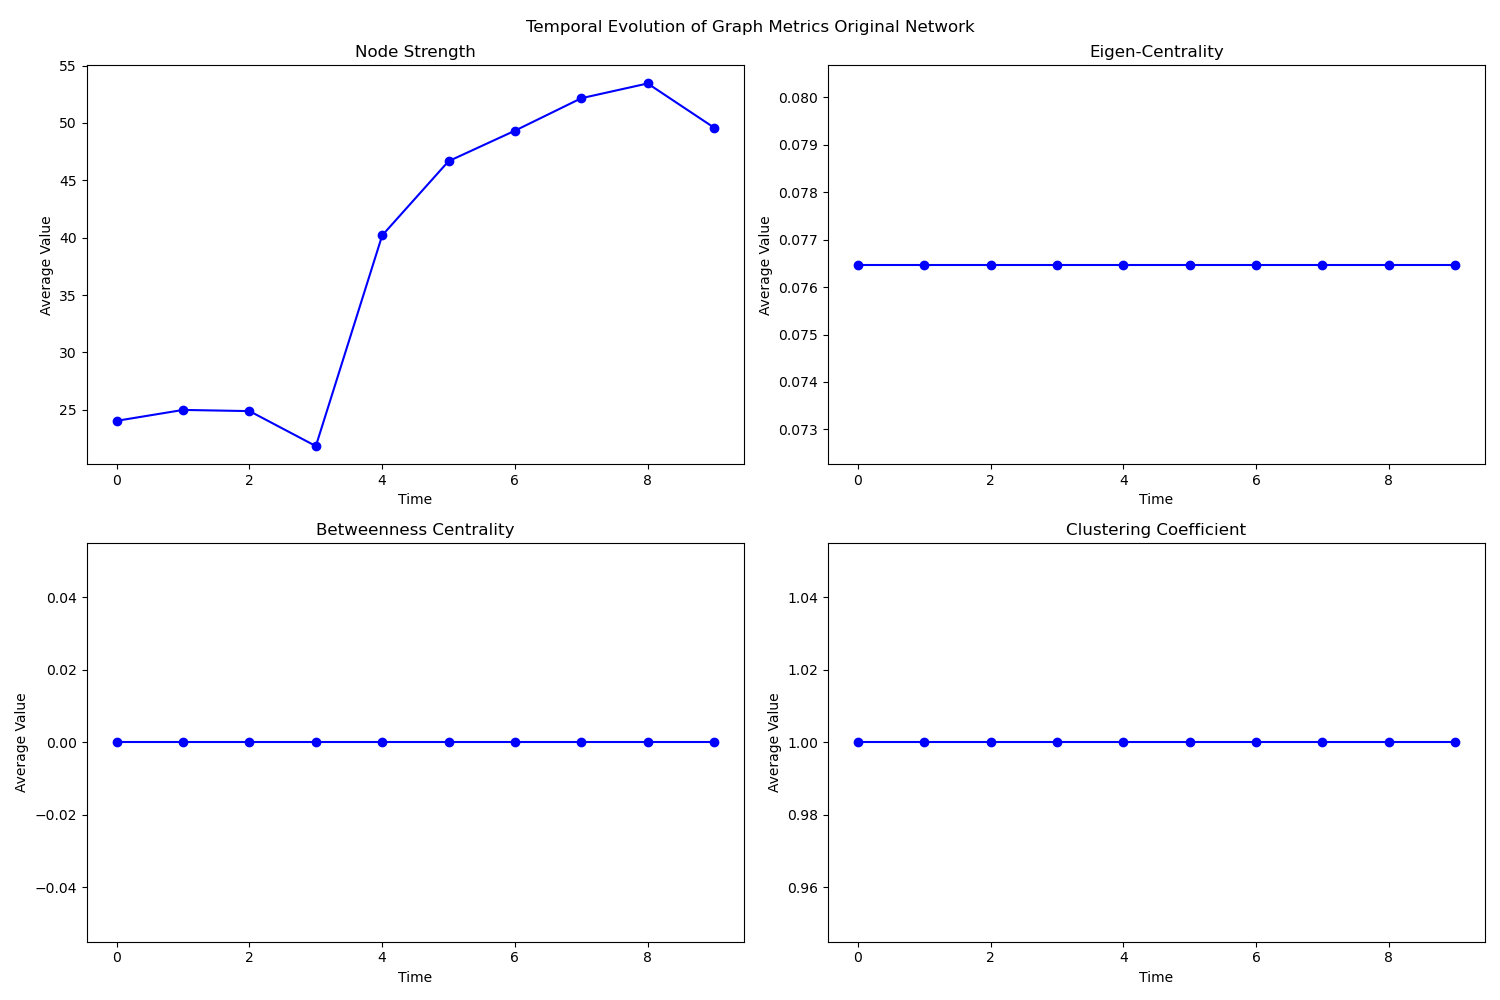 Temporal Evolution of Graph Metrics Original Network
Node Strength
55
50
45
40
35
30
25
Average Value
0 2 4 6 8
Time
Eigen-Centrality
0.080
0.079
0.078
0.077
0.076
0.075
0.074
0.073
Average Value
0 2 4 6 8
Time
Betweenness Centrality
0.04
0.02
0.00
−0.02
−0.04
Average Value
0 2 4 6 8
Time
Clustering Coefficient
1.04
1.02
1.00
0.98
0.96
Average Value
0 2 4 6 8
Time